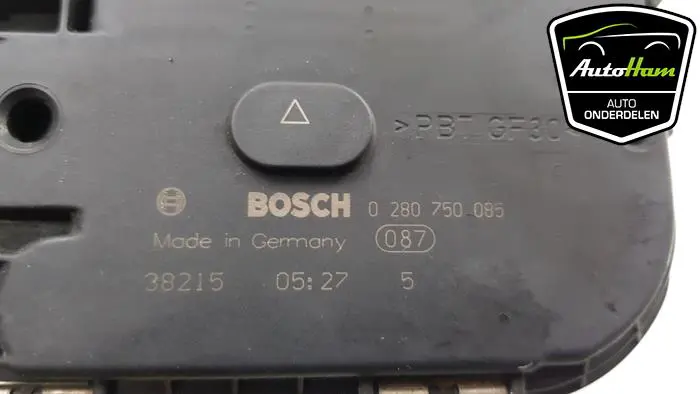 AutoHam
AUTO
ONDERDELEN
>PBT GF30
BOSCH 0 280 750 085
Made in Germany 087
38215 05:27 5